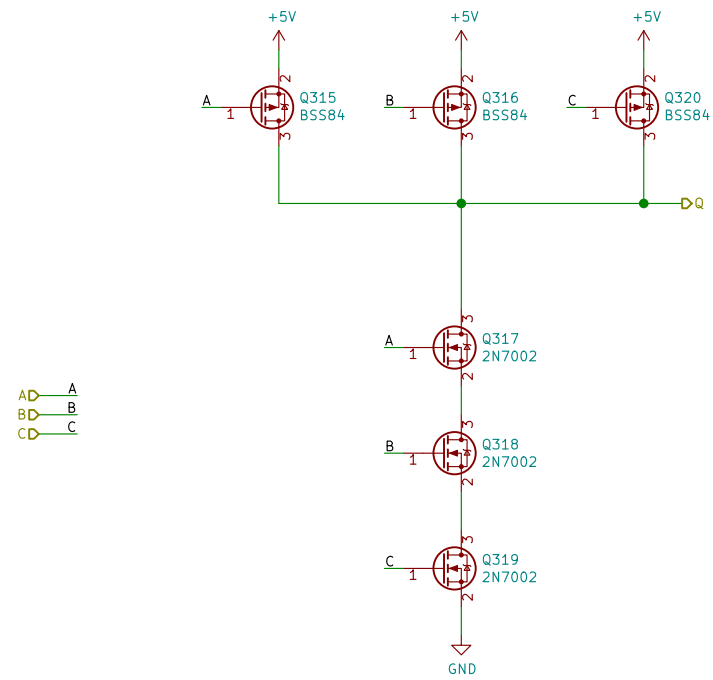 +5V +5V +5V
2 2 2
A 1 Q315 B 1 Q316 C 1 Q320
BSS84 BSS84 BSS84
3 3 3
Q
3
A 1 Q317
2N7002
2
A A
B B
C C
3
B 1 Q318
2N7002
2
3
C 1 Q319
2N7002
2
GND